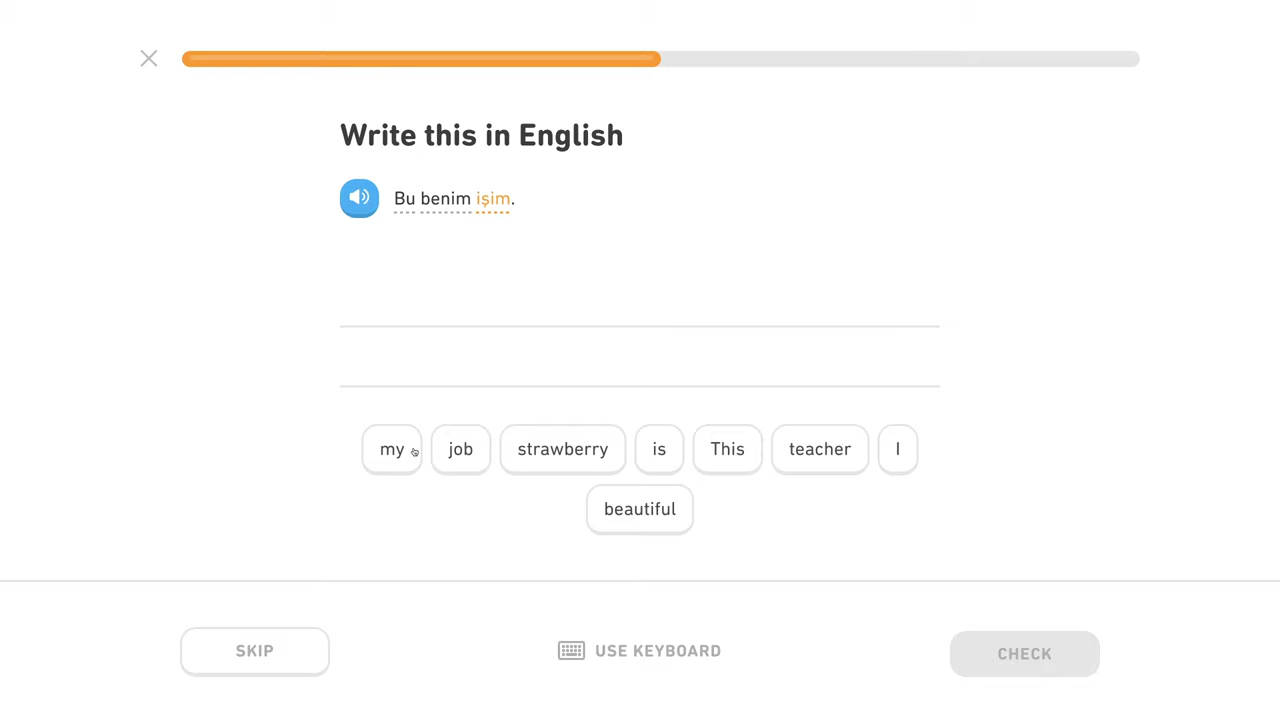 Write this in English
Bu benim işim.
my job strawberry is This teacher I
beautiful
SKIP USE KEYBOARD CHECK